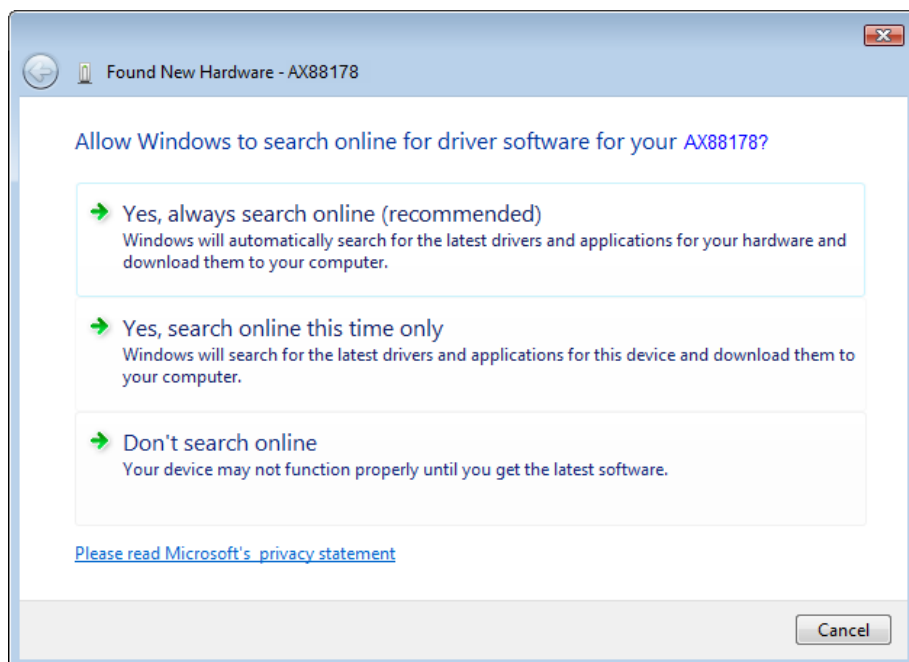 Found New Hardware - AX88178
Allow Windows to search online for driver software for your AX88178?
Yes, always search online (recommended)
Windows will automatically search for the latest drivers and applications for your hardware and
download them to your computer.
Yes, search online this time only
Windows will search for the latest drivers and applications for this device and download them to
your computer.
Don't search online
Your device may not function properly until you get the latest software.
Please read Microsoft's  privacy statement
Cancel